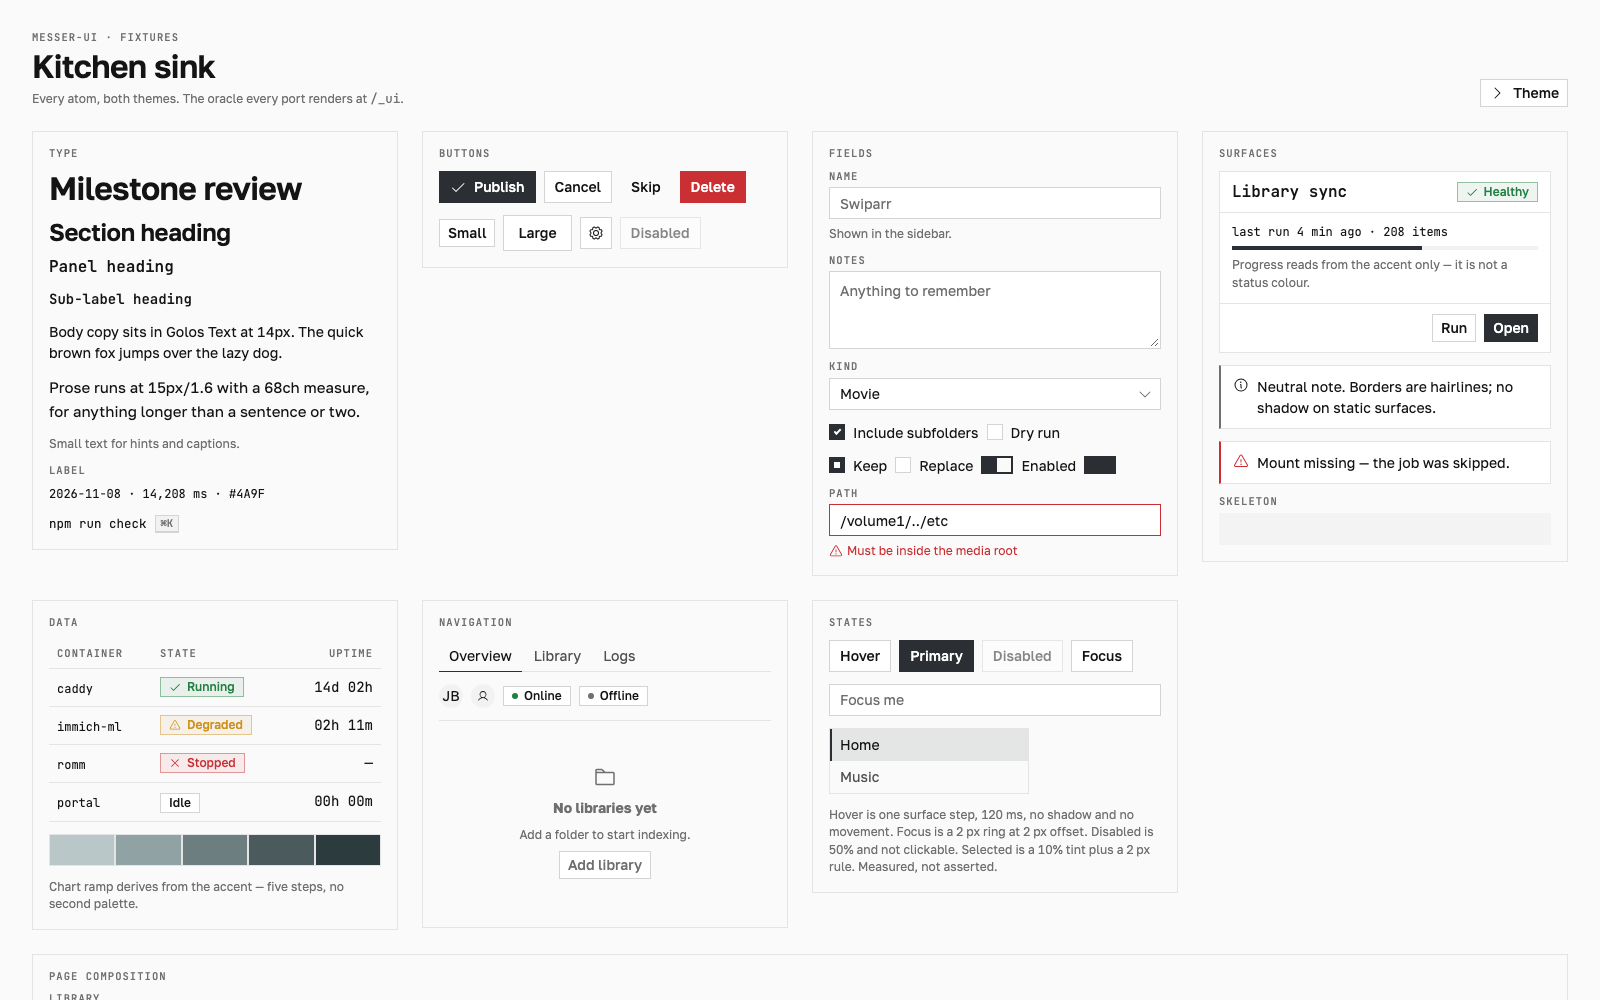 MESSER-UI · FIXTURES
Kitchen sink
Every atom, both themes. The oracle every port renders at /_ui.
Theme
TYPE
Milestone review
Section heading
Panel heading
Sub-label heading
Body copy sits in Golos Text at 14px. The quick
brown fox jumps over the lazy dog.
Prose runs at 15px/1.6 with a 68ch measure,
for anything longer than a sentence or two.
Small text for hints and captions.
LABEL
2026-11-08 · 14,208 ms · #4A9F
npm run check ⌘K
BUTTONS
Publish Cancel Skip Delete
Small Large Disabled
FIELDS
NAME
Swiparr
Shown in the sidebar.
NOTES
Anything to remember
KIND
Movie
Include subfolders Dry run
Keep Replace Enabled
PATH
/volume1/../etc
Must be inside the media root
SURFACES
Library sync Healthy
last run 4 min ago · 208 items
Progress reads from the accent only — it is not a
status colour.
Run Open
Neutral note. Borders are hairlines; no
shadow on static surfaces.
Mount missing — the job was skipped.
SKELETON
DATA
CONTAINER STATE UPTIME
caddy Running 14d 02h
immich-ml Degraded 02h 11m
romm Stopped —
portal Idle 00h 00m
Chart ramp derives from the accent — five steps, no
second palette.
NAVIGATION
Overview Library Logs
JB Online Offline
No libraries yet
Add a folder to start indexing.
Add library
STATES
Hover Primary Disabled Focus
Focus me
Home
Music
Hover is one surface step, 120 ms, no shadow and no
movement. Focus is a 2 px ring at 2 px offset. Disabled is
50% and not clickable. Selected is a 10% tint plus a 2 px
rule. Measured, not asserted.
PAGE COMPOSITION
LIBRARY